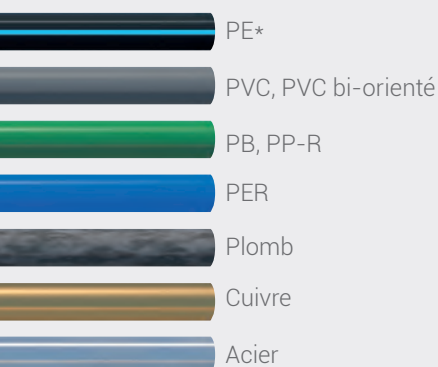 PE*
PVC, PVC bi-orienté
PB, PP-R
PER
Plomb
Cuivre
Acier